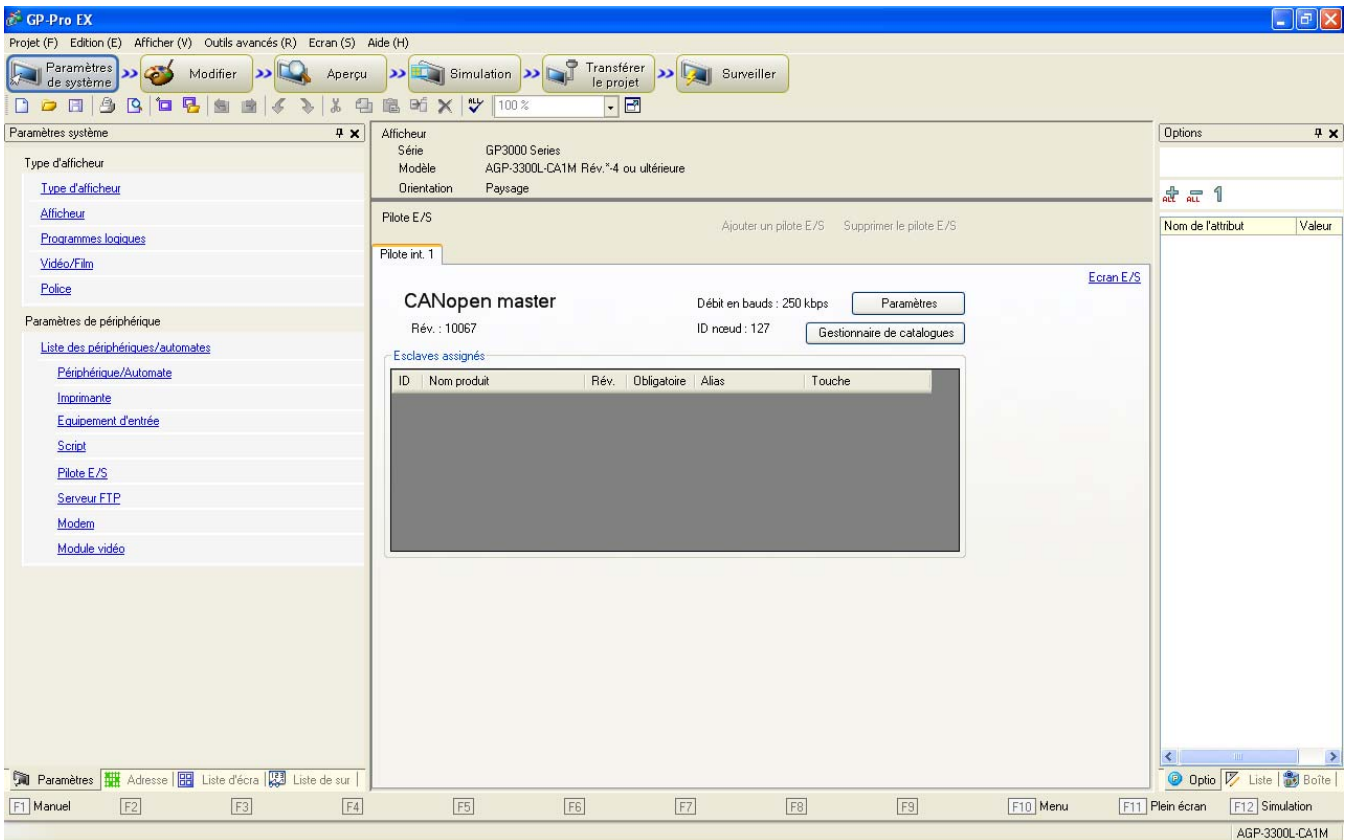 GP-Pro EX
Projet (F) Edition (E) Afficher (V) Outils avancés (R) Ecran (S) Aide (H)
Paramètres de système Modifier Aperçu Simulation Transférer le projet Surveiller
100 %
Paramètres système
Type d'afficheur
Type d'afficheur
Afficheur
Programmes logiques
Vidéo/Film
Police
Paramètres de périphérique
Liste des périphériques/automates
Périphérique/Automate
Imprimante
Equipement d'entrée
Script
Pilote E/S
Serveur FTP
Modem
Module vidéo
Paramètres Adresse Liste d'écra Liste de sur
Afficheur
Série GP3000 Series
Modèle AGP-3300L-CA1M Rév.*-4 ou ultérieure
Orientation Paysage
Pilote E/S Ajouter un pilote E/S Supprimer le pilote E/S
Pilote int. 1
Ecran E/S
CANopen master Débit en bauds : 250 kbps Paramètres
Rév. : 10067 ID nœud : 127 Gestionnaire de catalogues
Esclaves assignés
ID Nom produit Rév. Obligatoire Alias Touche
Options
ALL ALL 1
Nom de l'attribut Valeur
Optio Liste Boîte
F1 Manuel F2 F3 F4 F5 F6 F7 F8 F9 F10 Menu F11 Plein écran F12 Simulation
AGP-3300L-CA1M